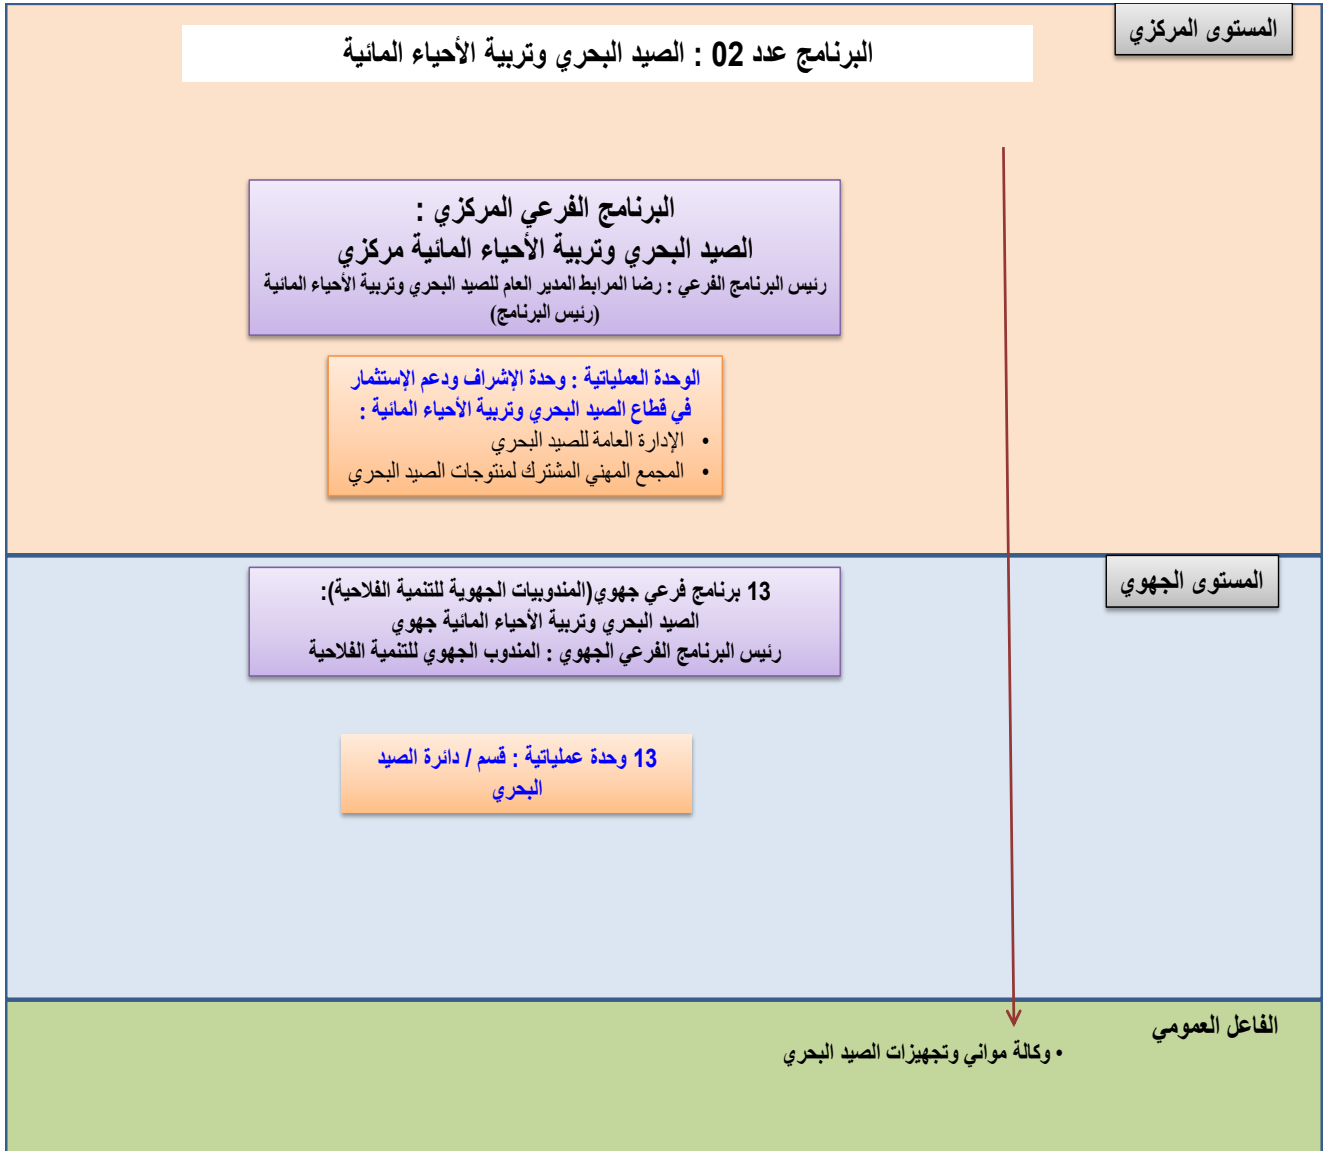 المستوى المركزي
البرنامج عدد 02 : الصيد البحري وتربية الأحياء المائية
البرنامج الفرعي المركزي :
الصيد البحري وتربية الأحياء المائية مركزي
رئيس البرنامج الفرعي : رضا المرابط المدير العام للصيد البحري وتربية الأحياء المائية
(رئيس البرنامج)
الوحدة العملياتية : وحدة الإشراف ودعم الإستثمار
في قطاع الصيد البحري وتربية الأحياء المائية :
• الإدارة العامة للصيد البحري
• المجمع المهني المشترك لمنتوجات الصيد البحري
المستوى الجهوي
13 برنامج فرعي جهوي(المندوبيات الجهوية للتنمية الفلاحية):
الصيد البحري وتربية الأحياء المائية جهوي
رئيس البرنامج الفرعي الجهوي : المندوب الجهوي للتنمية الفلاحية
13 وحدة عملياتية : قسم / دائرة الصيد
البحري
الفاعل العمومي
• وكالة مواني وتجهيزات الصيد البحري